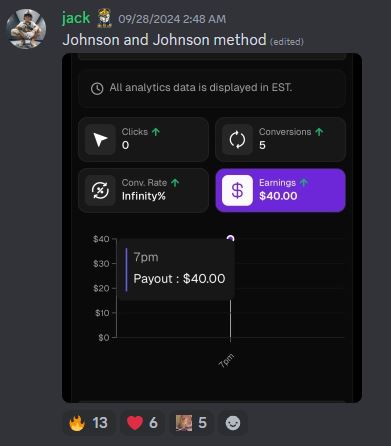 jack 09/28/2024 2:48 AM
Johnson and Johnson method (edited)
All analytics data is displayed in EST.
Clicks ↑ Conversions ↑
0 5
Conv. Rate ↑ Earnings ↑
Infinity% $40.00
$40
7pm
$30
Payout : $40.00
$20
$10
$0
7pm
🔥 13 ❤️ 6 5